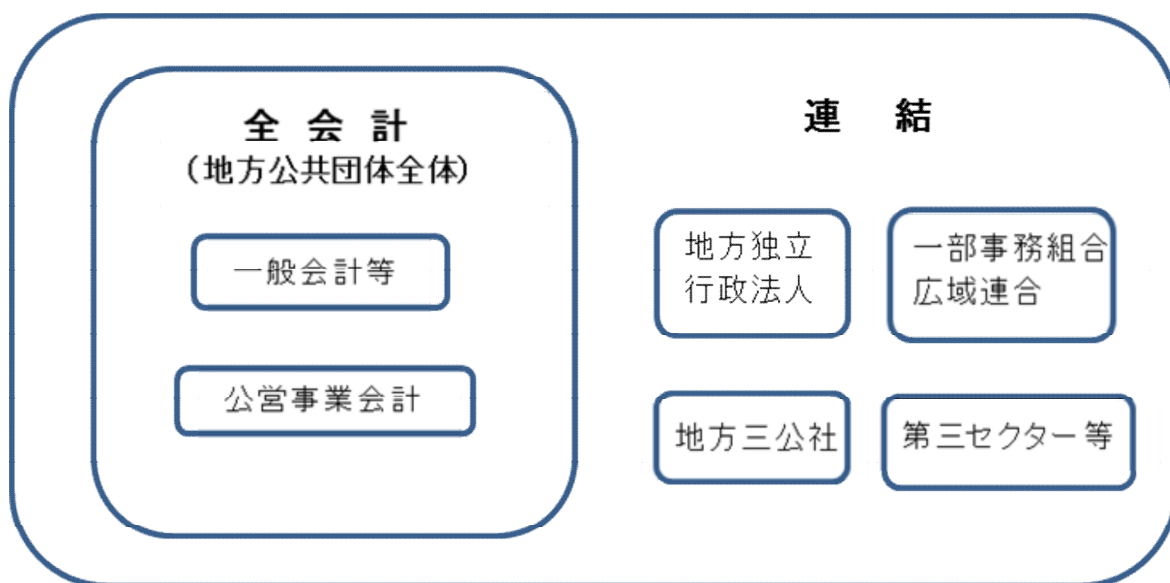 全会計
（地方公共団体全体）
一般会計等
公営事業会計
連結
地方独立
行政法人
一部事務組合
広域連合
地方三公社
第三セクター等